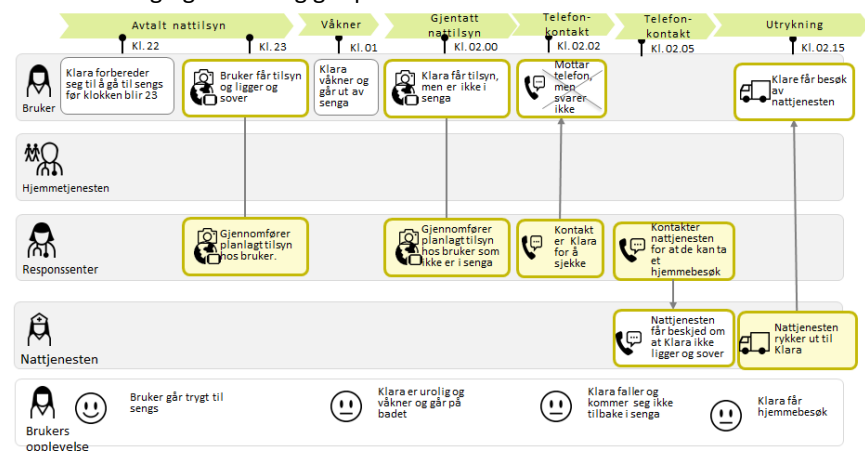 Avtalt nattilsyn
Våkner
Gjentatt
nattilsyn
Telefon-
kontakt
Telefon-
kontakt
Utrykning
Kl. 22
Kl. 23
Kl. 01
Kl. 02.00
Kl. 02.02
Kl. 02.05
Kl. 02.15
Bruker
Klara forbereder
seg til å gå til sengs
før klokken blir 23
Bruker får tilsyn
og ligger og
sover
Klara
våkner og
går ut av
senga
Klara får tilsyn,
men er ikke i
senga
Mottar
telefon,
men
svarer
ikke
Klare får besøk
av
nattjenesten
Hjemmetjenesten
Responssenter
Gjennomfører
planlagt tilsyn
hos bruker.
Gjennomfører
planlagt tilsyn
hos bruker som
ikke er i senga
Kontakt
er Klara
for å
sjekke
Kontakter
nattjenesten
for at de kan ta
et
hjemmebesøk
Nattjenesten
Nattjenesten
får beskjed om
at Klara ikke
ligger og sover
Nattjenesten
rykker ut til
Klara
Brukers
opplevelse
Bruker går trygt til
sengs
Klara er urolig og
våkner og går på
badet
Klara faller og
kommer seg ikke
tilbake i senga
Klara får
hjemmebesøk